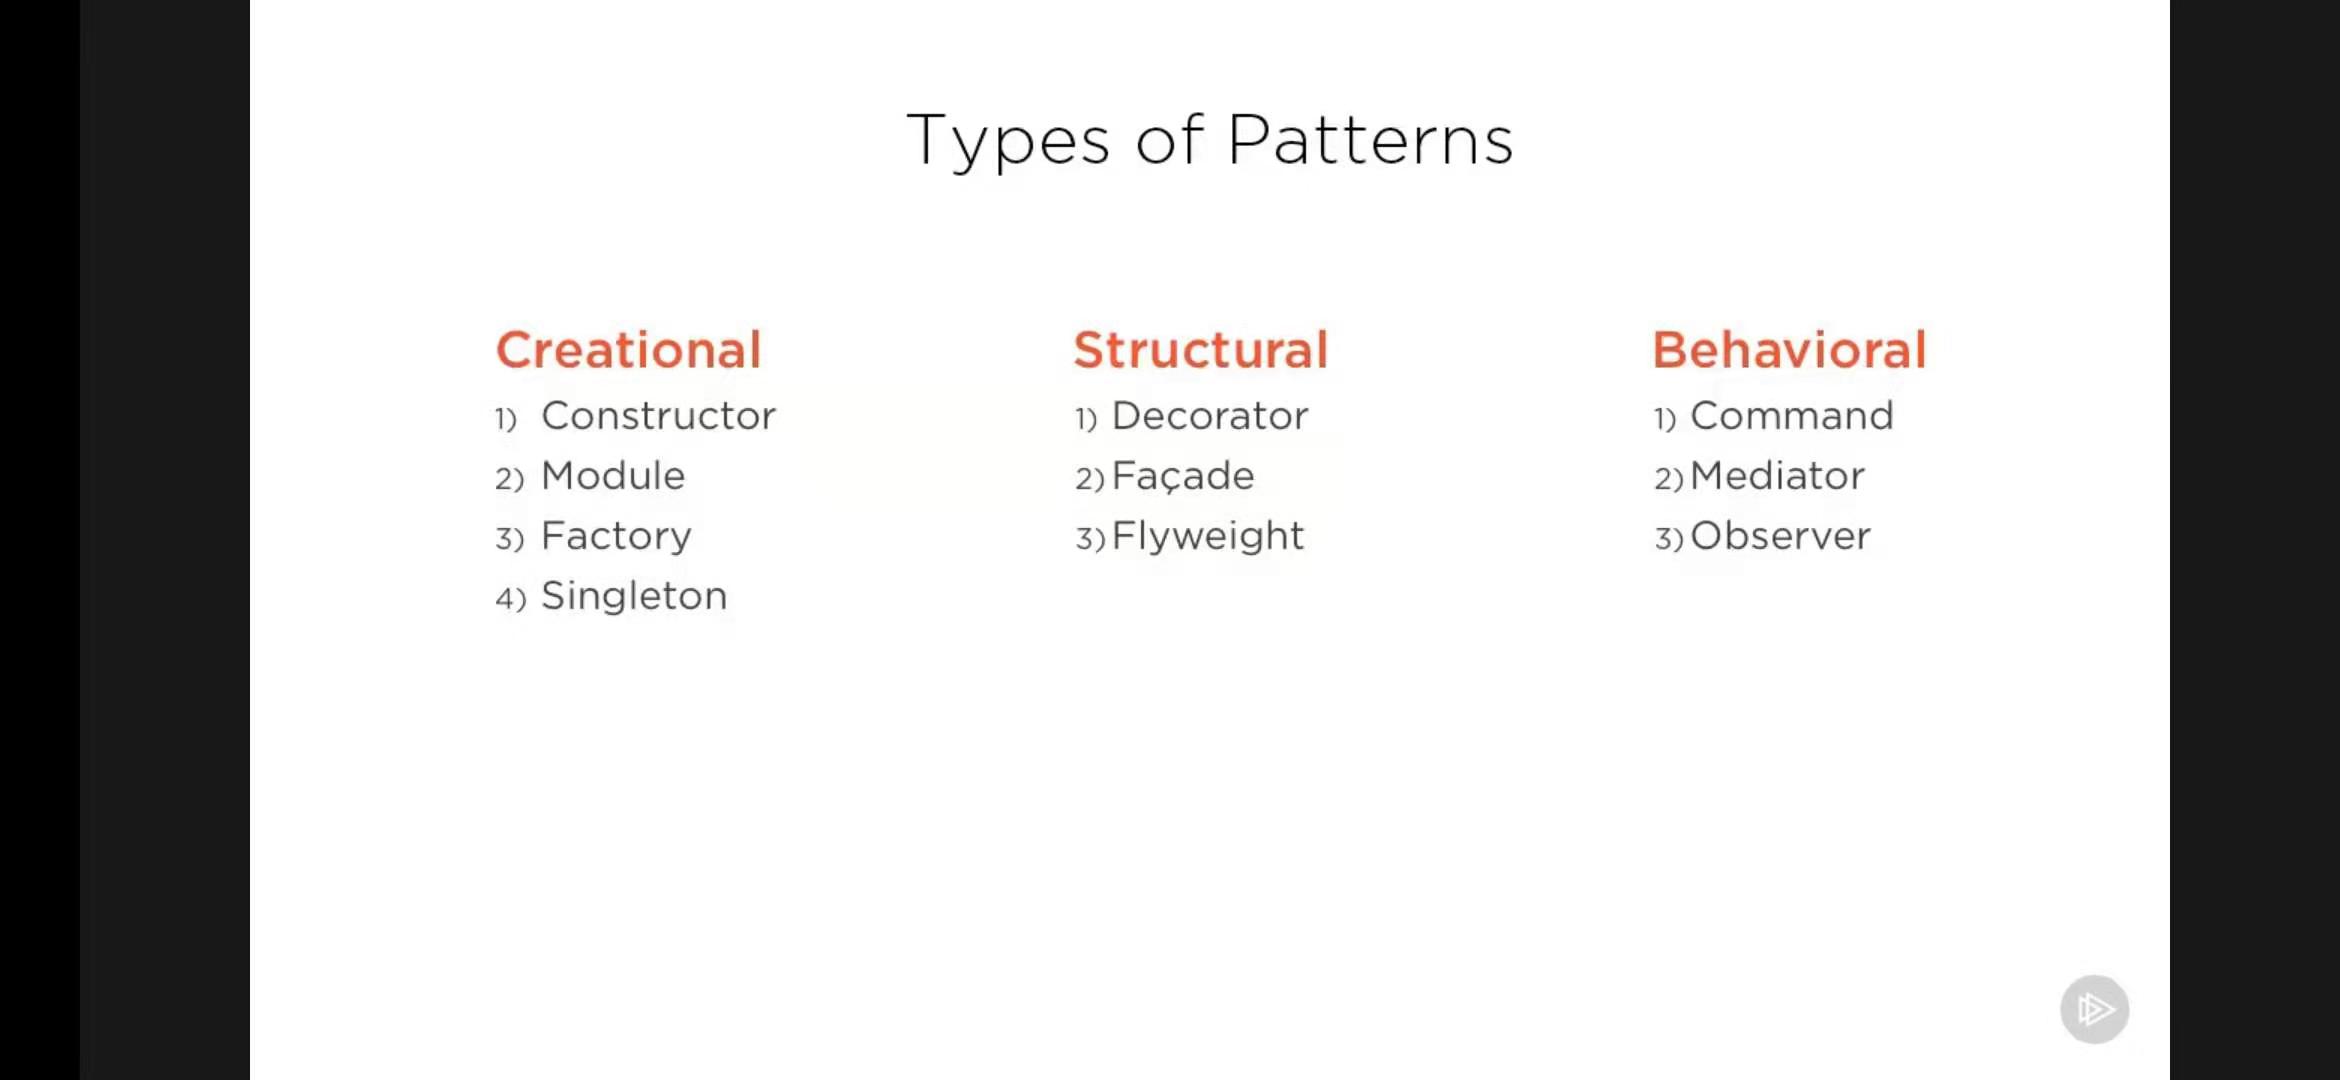 Types of Patterns
Creational
1) Constructor
2) Module
3) Factory
4) Singleton
Structural
1) Decorator
2) Façade
3) Flyweight
Behavioral
1) Command
2) Mediator
3) Observer